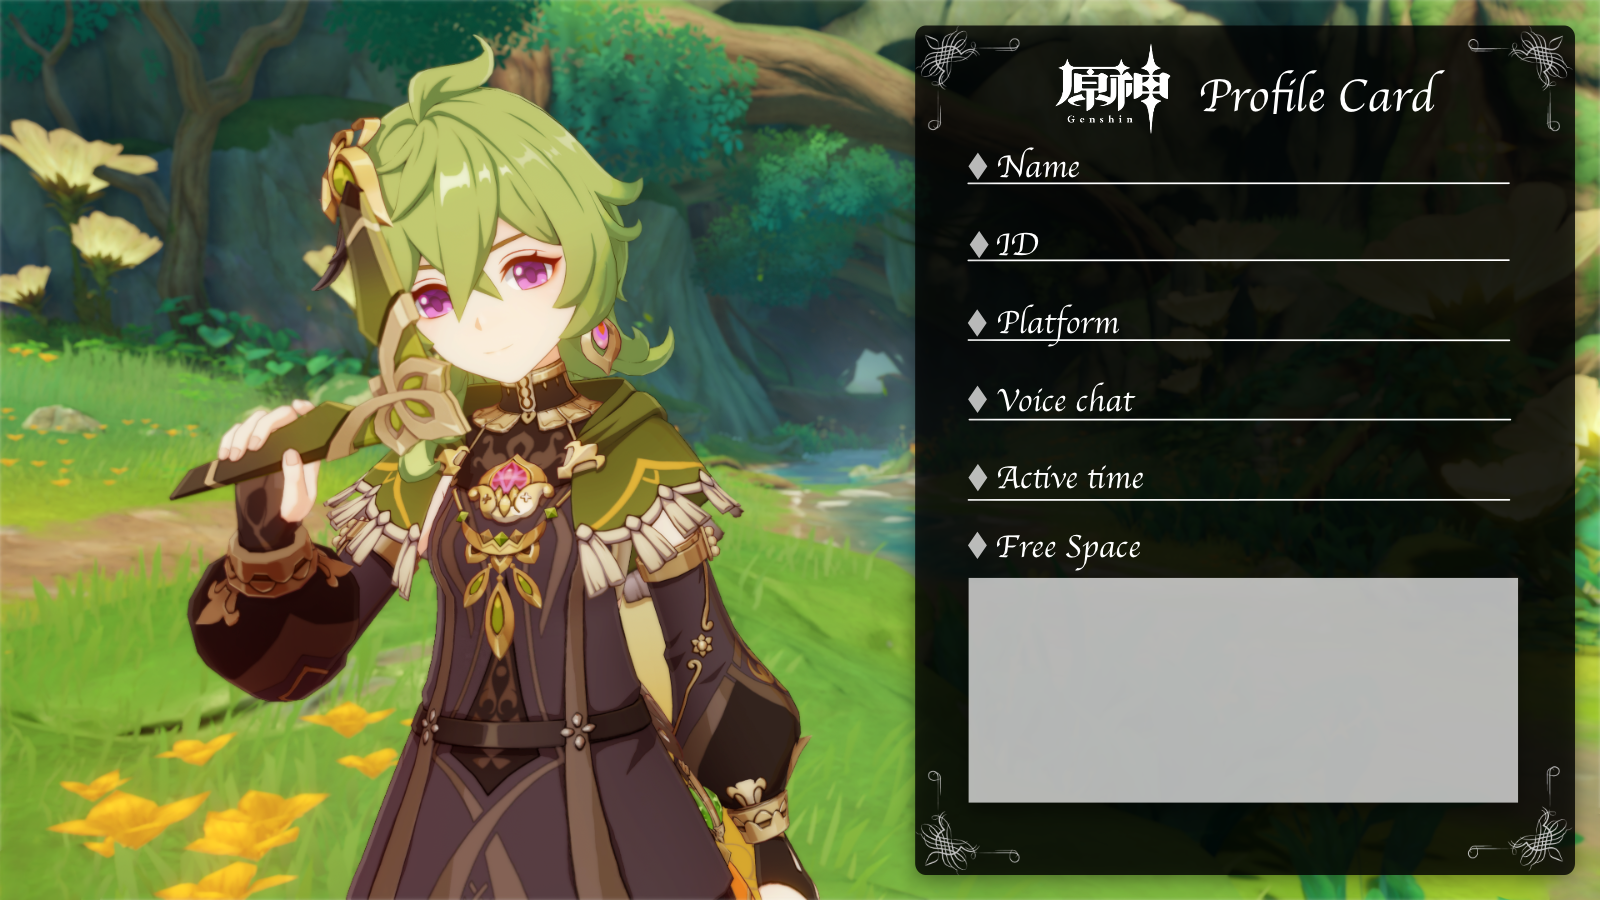 原神
Genshin
Profile Card
Name
ID
Platform
Voice chat
Active time
Free Space